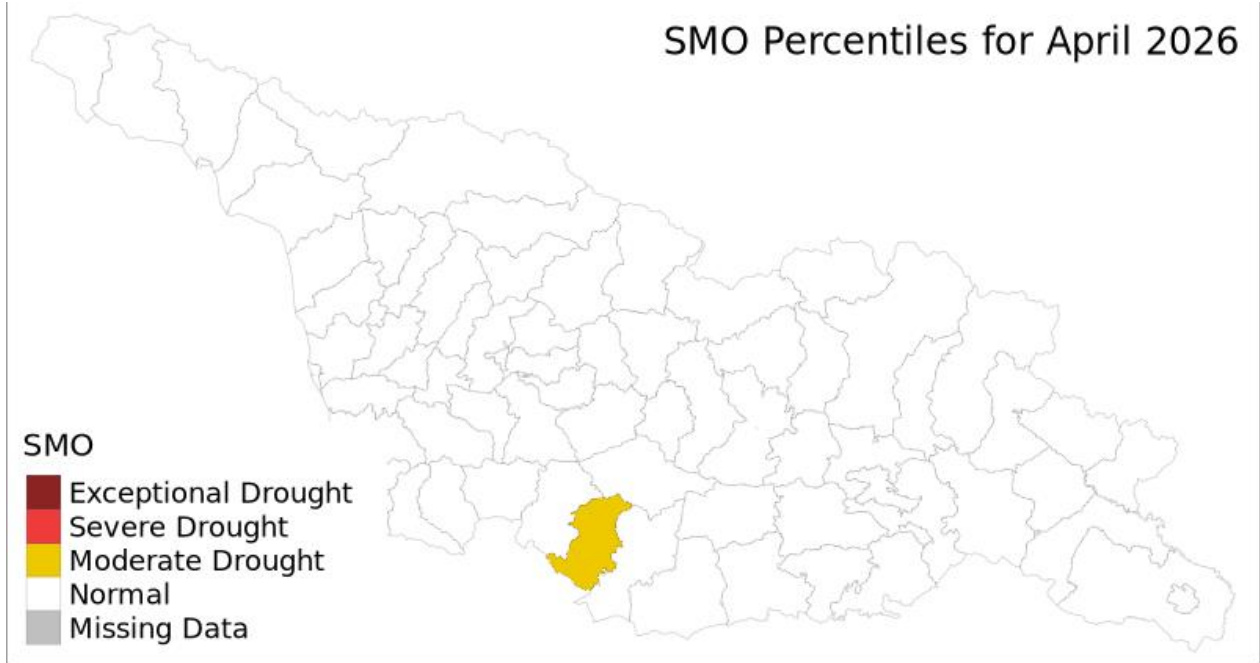 SMO Percentiles for April 2026
SMO
Exceptional Drought
Severe Drought
Moderate Drought
Normal
Missing Data